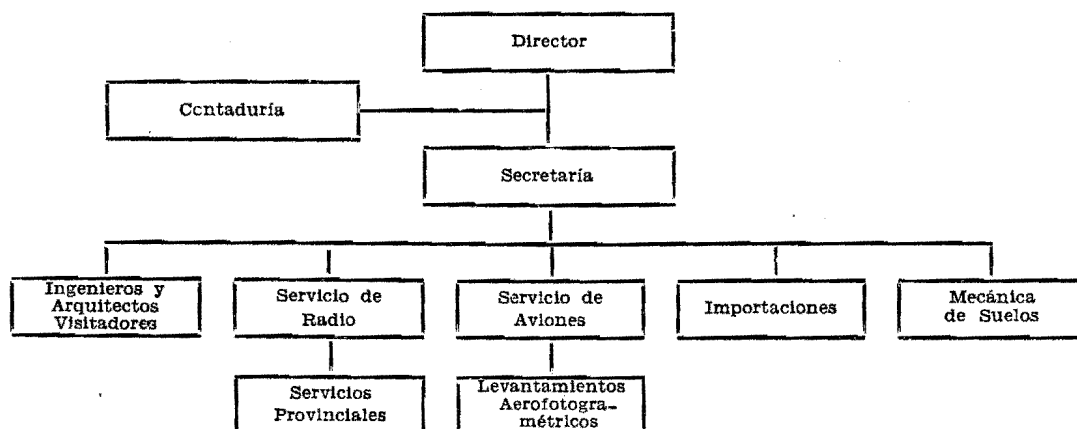 Director
Contaduría
Secretaría
Ingenieros y
Arquitectos
Visitadores
Servicio de
Radio
Servicio de
Aviones
Importaciones
Mecánica
de Suelos
Servicios
Provinciales
Levantamientos
Aerofotogra-
métricos